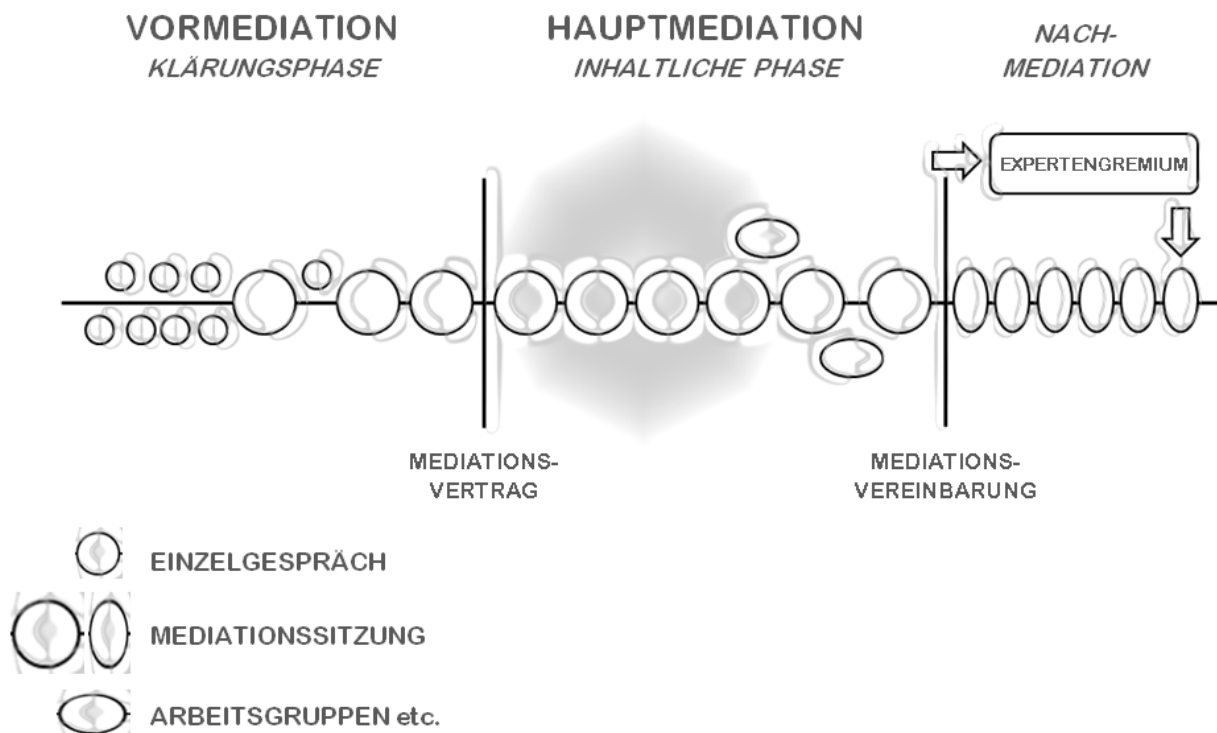 VORMEDIATION
KLÄRUNGSPHASE
HAUPTMEDIATION
INHALTLICHE PHASE
NACH-
MEDIATION
EXPERTENGREMIUM
MEDIATIONS-
VERTRAG
MEDIATIONS-
VEREINBARUNG
EINZELGESPRÄCH
MEDIATIONSSITZUNG
ARBEITSGRUPPEN etc.